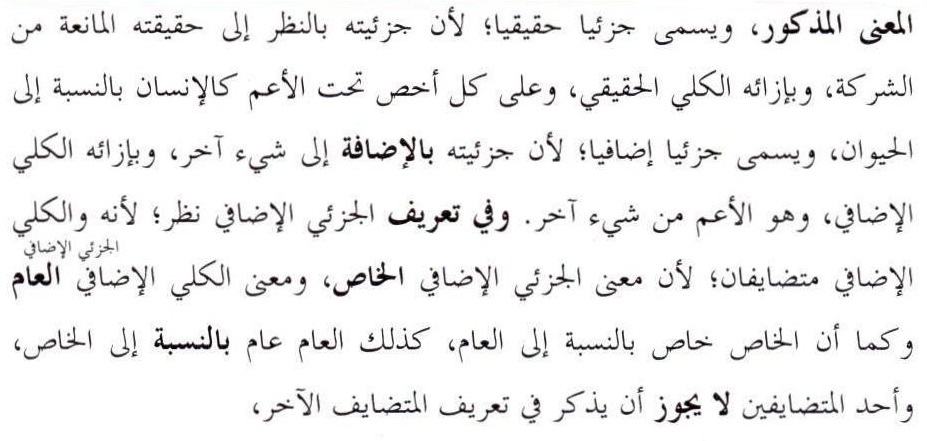 المعنى المذكور، ويسمى جزئيا حقيقيا؛ لأن جزئيته بالنظر إلى حقيقته المانعة من
الشركة، وبإزائه الكلي الحقيقي، وعلى كل أخص تحت الأعم كالإنسان بالنسبة إلى
الحيوان، ويسمى جزئيا إضافيا؛ لأن جزئيته بالإضافة إلى شيء آخر، وبإزائه الكلي
الإضافي، وهو الأعم من شيء آخر. وفي تعريف الجزئي الإضافي نظر؛ لأنه والكلي
الجزئي الإضافي
الإضافي متضايفان؛ لأن معنى الجزئي الإضافي الخاص، ومعنى الكلي الإضافي العام
وكما أن الخاص خاص بالنسبة إلى العام، كذلك العام عام بالنسبة إلى الخاص،
وأحد المتضايفين لا يجوز أن يذكر في تعريف المتضايف الآخر،